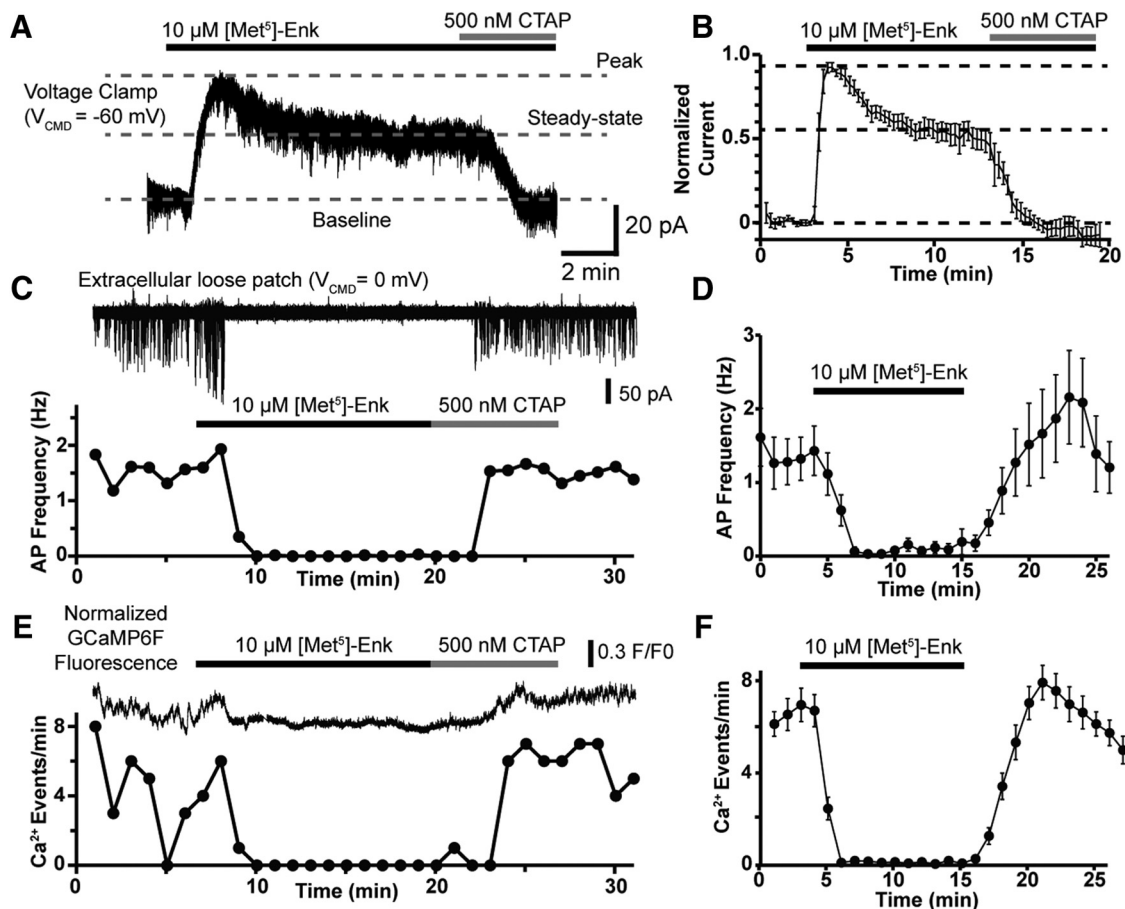 A
10 µM [Met⁵]-Enk
500 nM CTAP
Peak
Voltage Clamp
(V_CMD = -60 mV)
Steady-state
Baseline
20 pA
2 min
B
500 nM CTAP
10 µM [Met⁵]-Enk
Normalized
Current
1.0
0.5
0
0 5 10 15 20
Time (min)
C
Extracellular loose patch (V_CMD= 0 mV)
50 pA
10 µM [Met⁵]-Enk
500 nM CTAP
AP Frequency (Hz)
2
1
0
0 10 20 30
Time (min)
D
10 µM [Met⁵]-Enk
AP Frequency (Hz)
3
2
1
0
0 5 10 15 20 25
Time (min)
E
Normalized
GCaMP6F
Fluorescence
10 µM [Met⁵]-Enk
500 nM CTAP
0.3 F/F0
Ca²⁺ Events/min
8
4
0
0 10 20 30
Time (min)
F
10 µM [Met⁵]-Enk
Ca²⁺ Events/min
8
4
0
0 5 10 15 20 25
Time (min)